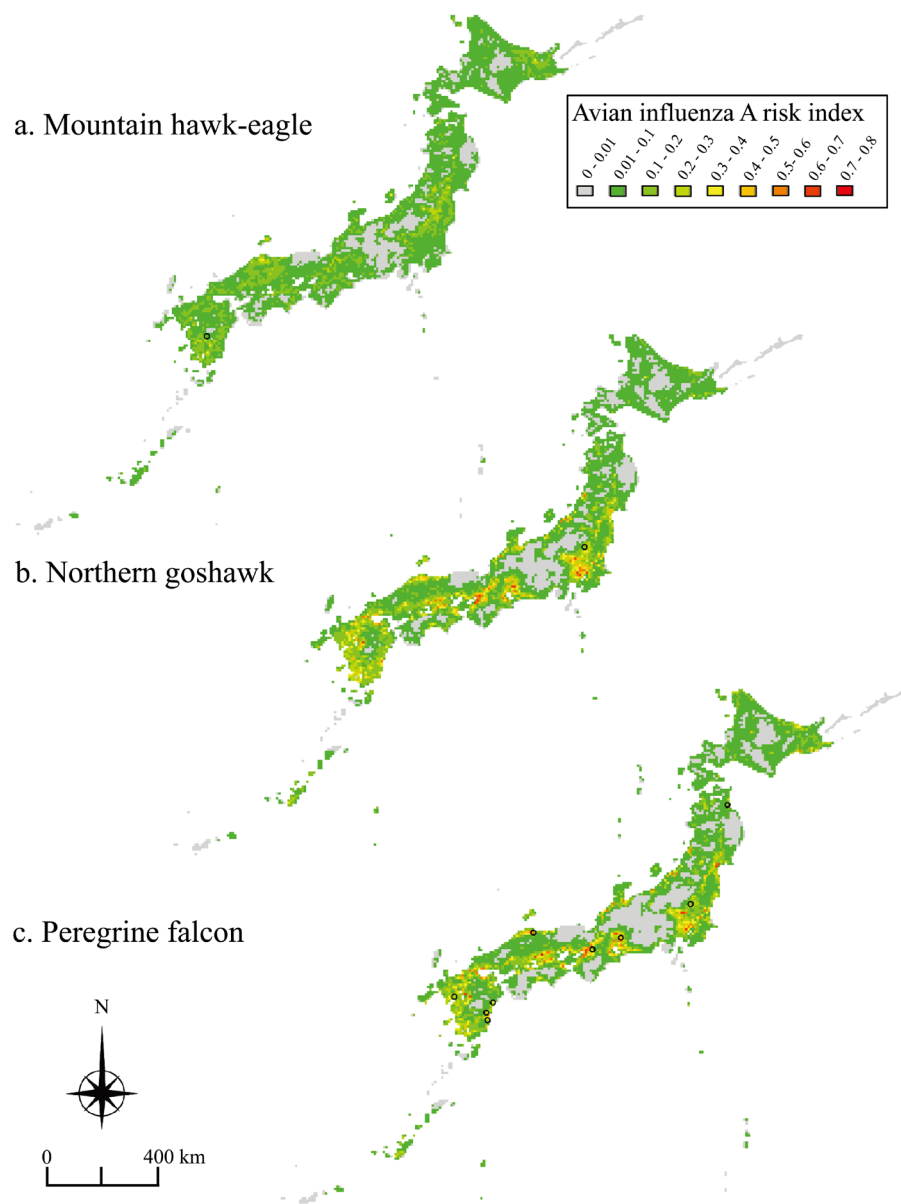 a. Mountain hawk-eagle
Avian influenza A risk index
0 - 0.01
0.01 - 0.1
0.1 - 0.2
0.2 - 0.3
0.3 - 0.4
0.4 - 0.5
0.5 - 0.6
0.6 - 0.7
0.7 - 0.8
b. Northern goshawk
c. Peregrine falcon
N
0 400 km